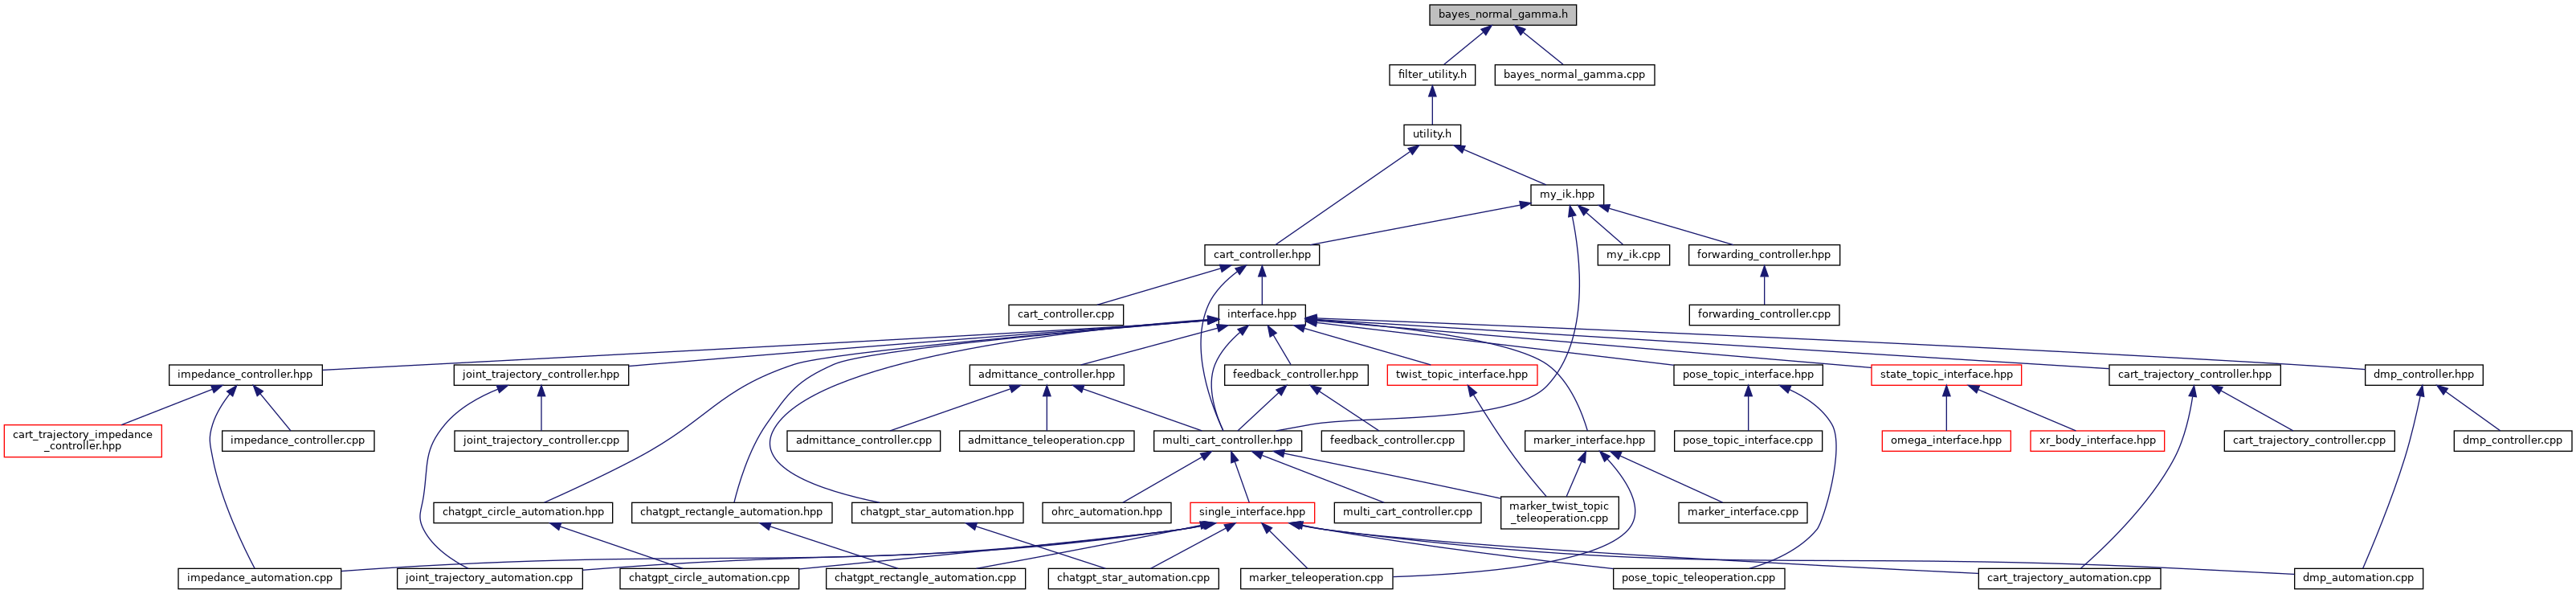 bayes_normal_gamma.h
filter_utility.h
bayes_normal_gamma.cpp
utility.h
my_ik.hpp
cart_controller.hpp
my_ik.cpp
forwarding_controller.hpp
cart_controller.cpp
interface.hpp
forwarding_controller.cpp
impedance_controller.hpp
joint_trajectory_controller.hpp
admittance_controller.hpp
feedback_controller.hpp
twist_topic_interface.hpp
pose_topic_interface.hpp
state_topic_interface.hpp
cart_trajectory_controller.hpp
dmp_controller.hpp
cart_trajectory_impedance
_controller.hpp
impedance_controller.cpp
joint_trajectory_controller.cpp
admittance_controller.cpp
admittance_teleoperation.cpp
multi_cart_controller.hpp
feedback_controller.cpp
marker_interface.hpp
pose_topic_interface.cpp
omega_interface.hpp
xr_body_interface.hpp
cart_trajectory_controller.cpp
dmp_controller.cpp
chatgpt_circle_automation.hpp
chatgpt_rectangle_automation.hpp
chatgpt_star_automation.hpp
ohrc_automation.hpp
single_interface.hpp
multi_cart_controller.cpp
marker_twist_topic
_teleoperation.cpp
marker_interface.cpp
impedance_automation.cpp
joint_trajectory_automation.cpp
chatgpt_circle_automation.cpp
chatgpt_rectangle_automation.cpp
chatgpt_star_automation.cpp
marker_teleoperation.cpp
pose_topic_teleoperation.cpp
cart_trajectory_automation.cpp
dmp_automation.cpp